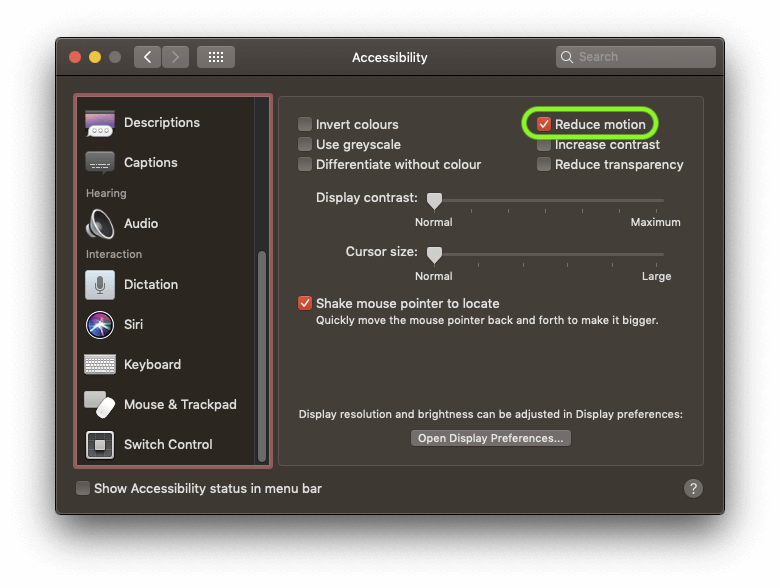 Accessibility
Search
Descriptions
Captions
Hearing
Audio
Interaction
Dictation
Siri
Keyboard
Mouse & Trackpad
Switch Control
Invert colours
Reduce motion
Use greyscale
Increase contrast
Differentiate without colour
Reduce transparency
Display contrast:
Normal
Maximum
Cursor size:
Normal
Large
Shake mouse pointer to locate
Quickly move the mouse pointer back and forth to make it bigger.
Display resolution and brightness can be adjusted in Display preferences:
Open Display Preferences...
Show Accessibility status in menu bar
?